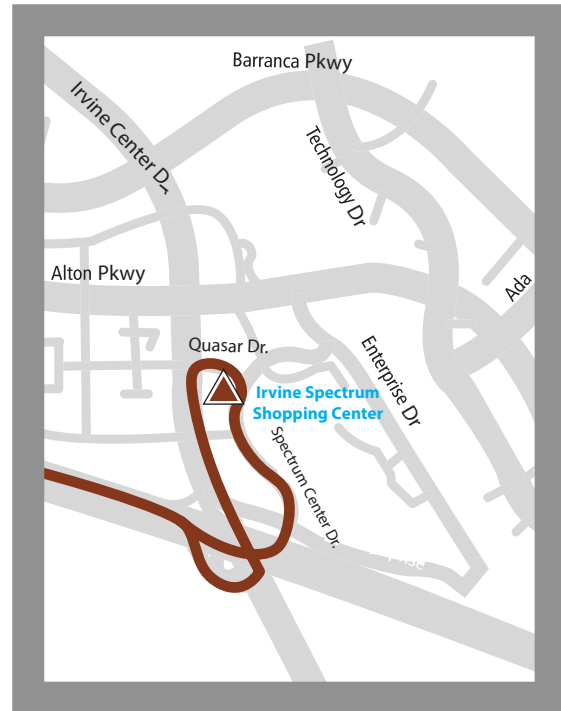 Barranca Pkwy
Irvine Center Dr
Technology Dr
Alton Pkwy
Ada
Quasar Dr.
Enterprise Dr
Irvine Spectrum
Shopping Center
Spectrum Center Dr.